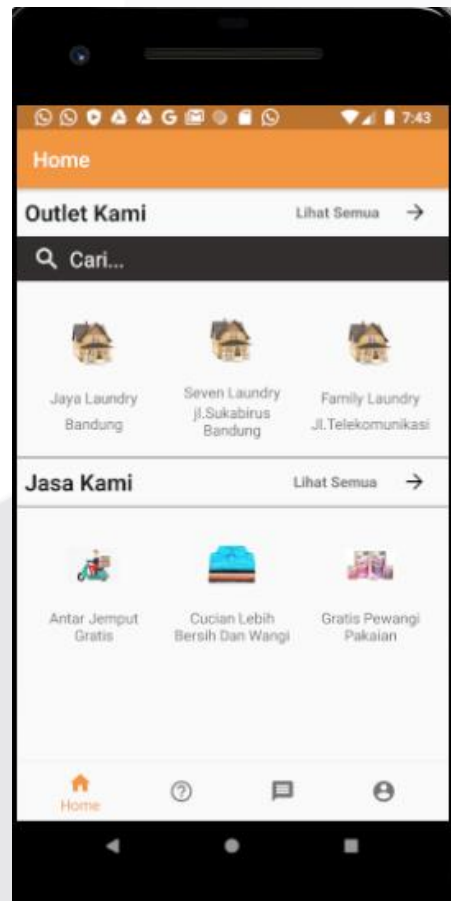 7:43
Home
Outlet Kami Lihat Semua
Cari...
Jaya Laundry
Bandung
Seven Laundry
jl.Sukabirus
Bandung
Family Laundry
Jl.Telekomunikasi
Jasa Kami Lihat Semua
Antar Jemput
Gratis
Cucian Lebih
Bersih Dan Wangi
Gratis Pewangi
Pakaian
Home